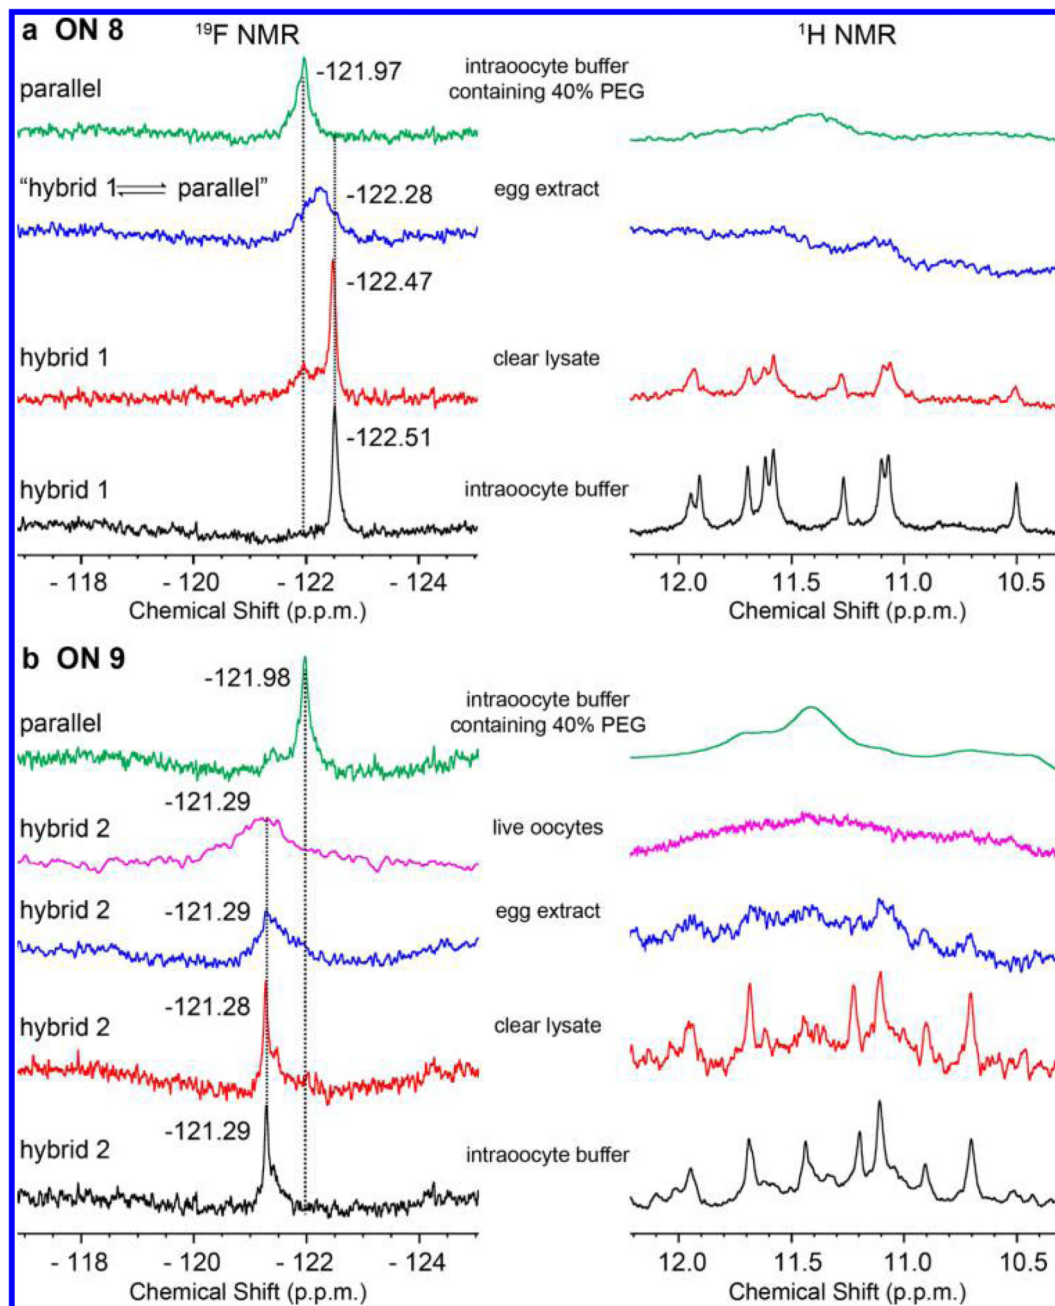 a ON 8
¹⁹F NMR
¹H NMR
parallel
-121.97
intraoocyte buffer
containing 40% PEG
"hybrid 1 ⇌ parallel"
-122.28
egg extract
-122.47
hybrid 1
clear lysate
-122.51
hybrid 1
intraoocyte buffer
- 118 - 120 - 122 - 124
12.0 11.5 11.0 10.5
Chemical Shift (p.p.m.)
Chemical Shift (p.p.m.)
b ON 9
-121.98
parallel
intraoocyte buffer
containing 40% PEG
-121.29
hybrid 2
live oocytes
hybrid 2
-121.29
egg extract
-121.28
hybrid 2
clear lysate
-121.29
hybrid 2
intraoocyte buffer
- 118 - 120 - 122 - 124
12.0 11.5 11.0 10.5
Chemical Shift (p.p.m.)
Chemical Shift (p.p.m.)